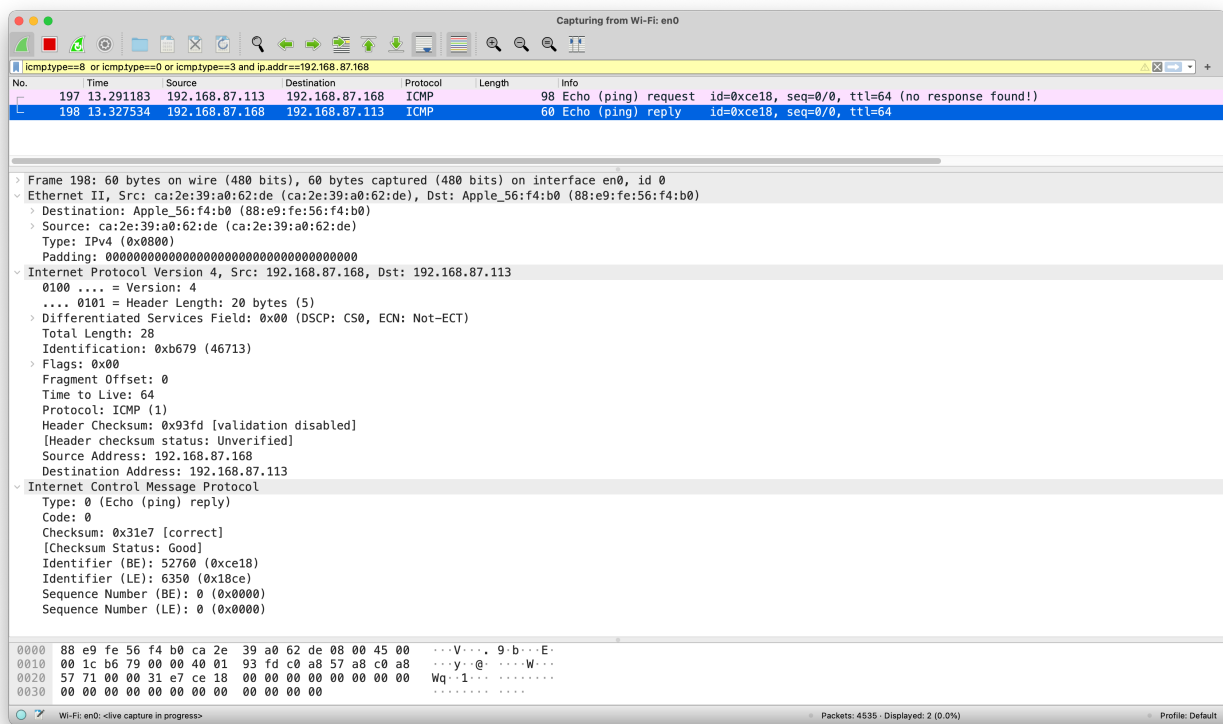 Capturing from Wi-Fi: en0
icmp.type==8 or icmp.type==0 or icmp.type==3 and ip.addr==192.168.87.168
No. Time Source Destination Protocol Length Info
197 13.291183 192.168.87.113 192.168.87.168 ICMP 98 Echo (ping) request id=0xce18, seq=0/0, ttl=64 (no response found!)
198 13.327534 192.168.87.168 192.168.87.113 ICMP 60 Echo (ping) reply id=0xce18, seq=0/0, ttl=64
Frame 198: 60 bytes on wire (480 bits), 60 bytes captured (480 bits) on interface en0, id 0
Ethernet II, Src: ca:2e:39:a0:62:de (ca:2e:39:a0:62:de), Dst: Apple_56:f4:b0 (88:e9:fe:56:f4:b0)
Destination: Apple_56:f4:b0 (88:e9:fe:56:f4:b0)
Source: ca:2e:39:a0:62:de (ca:2e:39:a0:62:de)
Type: IPv4 (0x0800)
Padding: 000000000000000000000000000000000000
Internet Protocol Version 4, Src: 192.168.87.168, Dst: 192.168.87.113
0100 .... = Version: 4
.... 0101 = Header Length: 20 bytes (5)
Differentiated Services Field: 0x00 (DSCP: CS0, ECN: Not-ECT)
Total Length: 28
Identification: 0xb679 (46713)
Flags: 0x00
Fragment Offset: 0
Time to Live: 64
Protocol: ICMP (1)
Header Checksum: 0x93fd [validation disabled]
[Header checksum status: Unverified]
Source Address: 192.168.87.168
Destination Address: 192.168.87.113
Internet Control Message Protocol
Type: 0 (Echo (ping) reply)
Code: 0
Checksum: 0x31e7 [correct]
[Checksum Status: Good]
Identifier (BE): 52760 (0xce18)
Identifier (LE): 6350 (0x18ce)
Sequence Number (BE): 0 (0x0000)
Sequence Number (LE): 0 (0x0000)
0000 88 e9 fe 56 f4 b0 ca 2e 39 a0 62 de 08 00 45 00 ···V···. 9·b···E·
0010 00 1c b6 79 00 00 40 01 93 fd c0 a8 57 a8 c0 a8 ···y··@· ····W···
0020 57 71 00 00 31 e7 ce 18 00 00 00 00 00 00 00 00 Wq··1··· ········
0030 00 00 00 00 00 00 00 00 00 00 00 00 ········ ····
Wi-Fi: en0: <live capture in progress> Packets: 4535 · Displayed: 2 (0.0%) Profile: Default